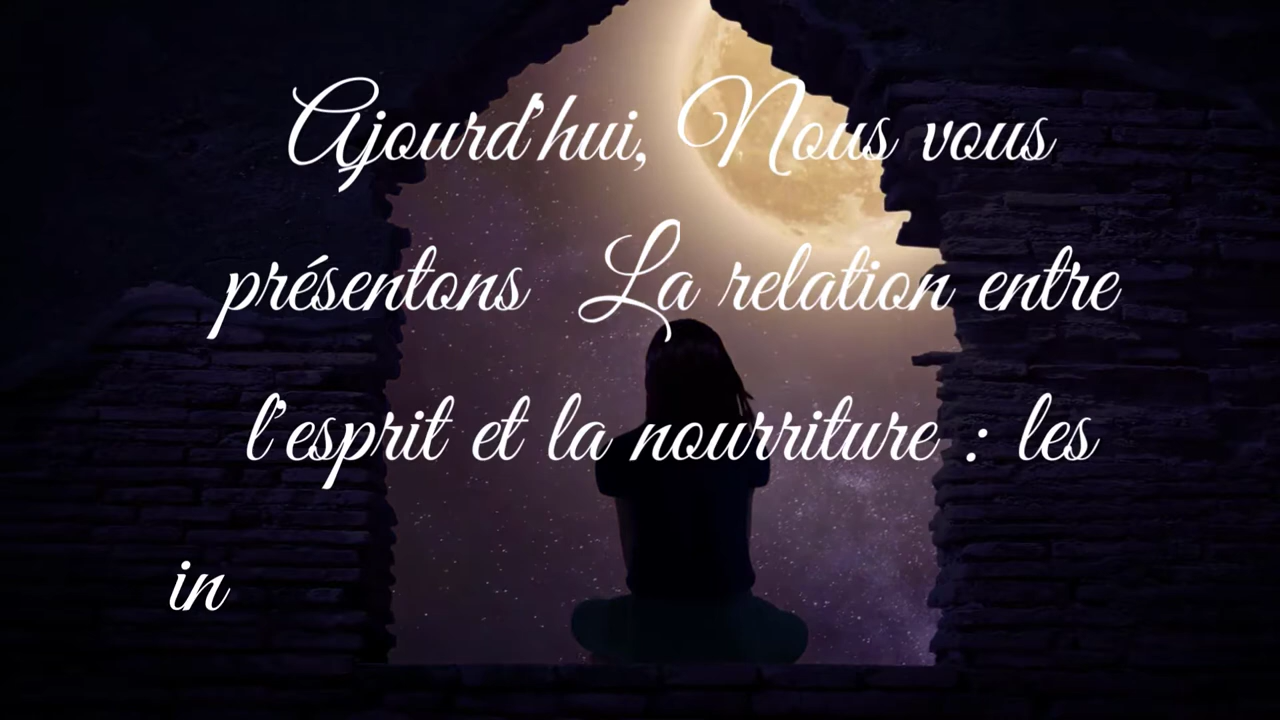 Ajourd'hui, Nous vous
présentons La relation entre
l'esprit et la nourriture : les
in